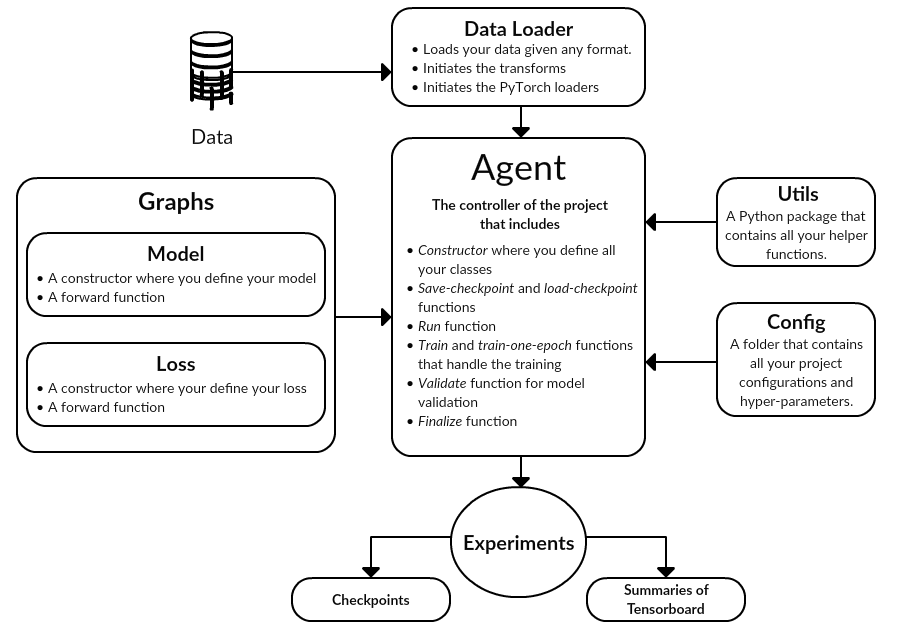 Data Loader
• Loads your data given any format.
• Initiates the transforms
• Initiates the PyTorch loaders
Data
Graphs
Model
• A constructor where you define your model
• A forward function
Loss
• A constructor where your define your loss
• A forward function
Agent
The controller of the project
that includes
• Constructor where you define all
your classes
• Save-checkpoint and load-checkpoint
functions
• Run function
• Train and train-one-epoch functions
that handle the training
• Validate function for model
validation
• Finalize function
Utils
A Python package that
contains all your helper
functions.
Config
A folder that contains
all your project
configurations and
hyper-parameters.
Experiments
Checkpoints
Summaries of
Tensorboard